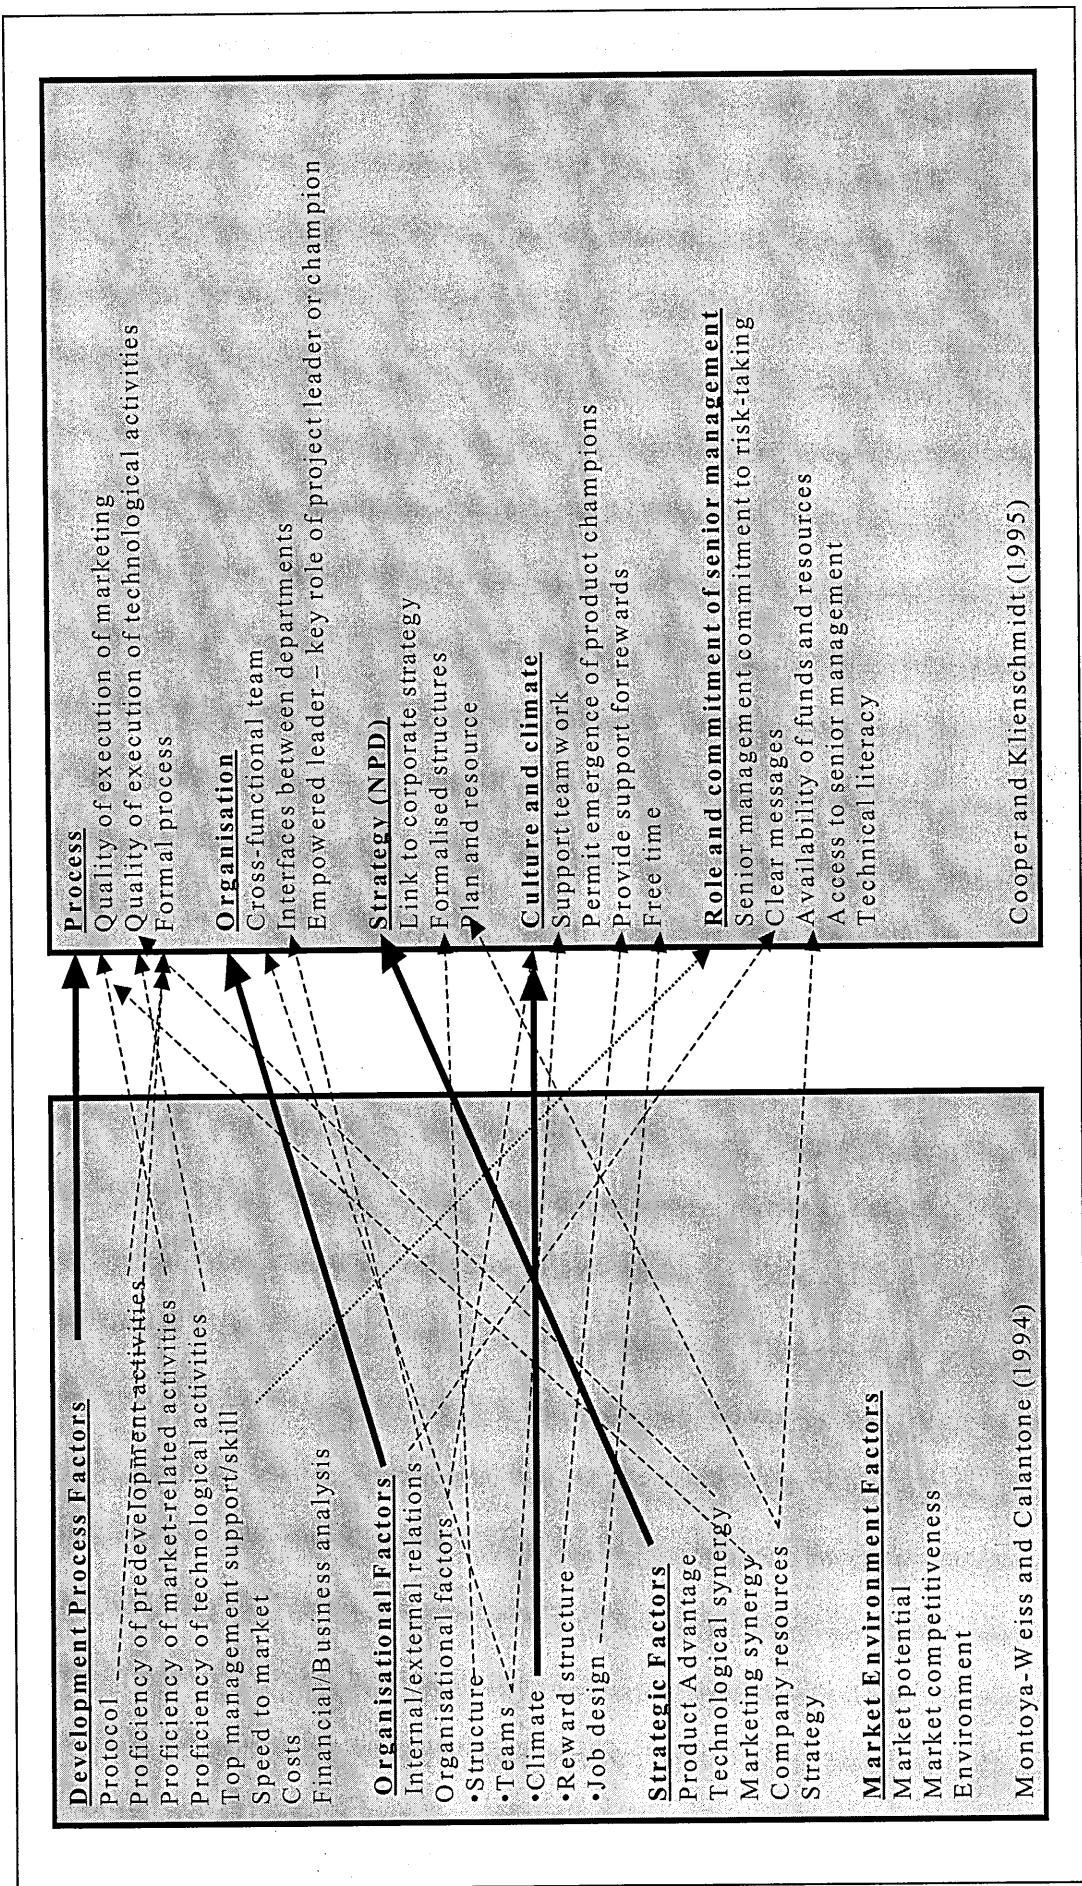 Development Process Factors
Protocol
Proficiency of predevelopment activities
Proficiency of market-related activities
Proficiency of technological activities
Top management support/skill
Speed to market
Costs
Financial/Business analysis
Organisational Factors
Internal/external relations
Organisational factors
•Structure
•Teams
•Climate
•Reward structure
•Job design
Strategic Factors
Product Advantage
Technological synergy
Marketing synergy
Company resources
Strategy
Market Environment Factors
Market potential
Market competitiveness
Environment
Montoya-Weiss and Calantone (1994)
Process
Quality of execution of marketing
Quality of execution of technological activities
Formal process
Organisation
Cross-functional team
Interfaces between departments
Empowered leader – key role of project leader or champion
Strategy (NPD)
Link to corporate strategy
Formalised structures
Plan and resource
Culture and climate
Support teamwork
Permit emergence of product champions
Provide support for rewards
Free time
Role and commitment of senior management
Senior management commitment to risk-taking
Clear messages
Availability of funds and resources
Access to senior management
Technical literacy
Cooper and Klienschmidt (1995)